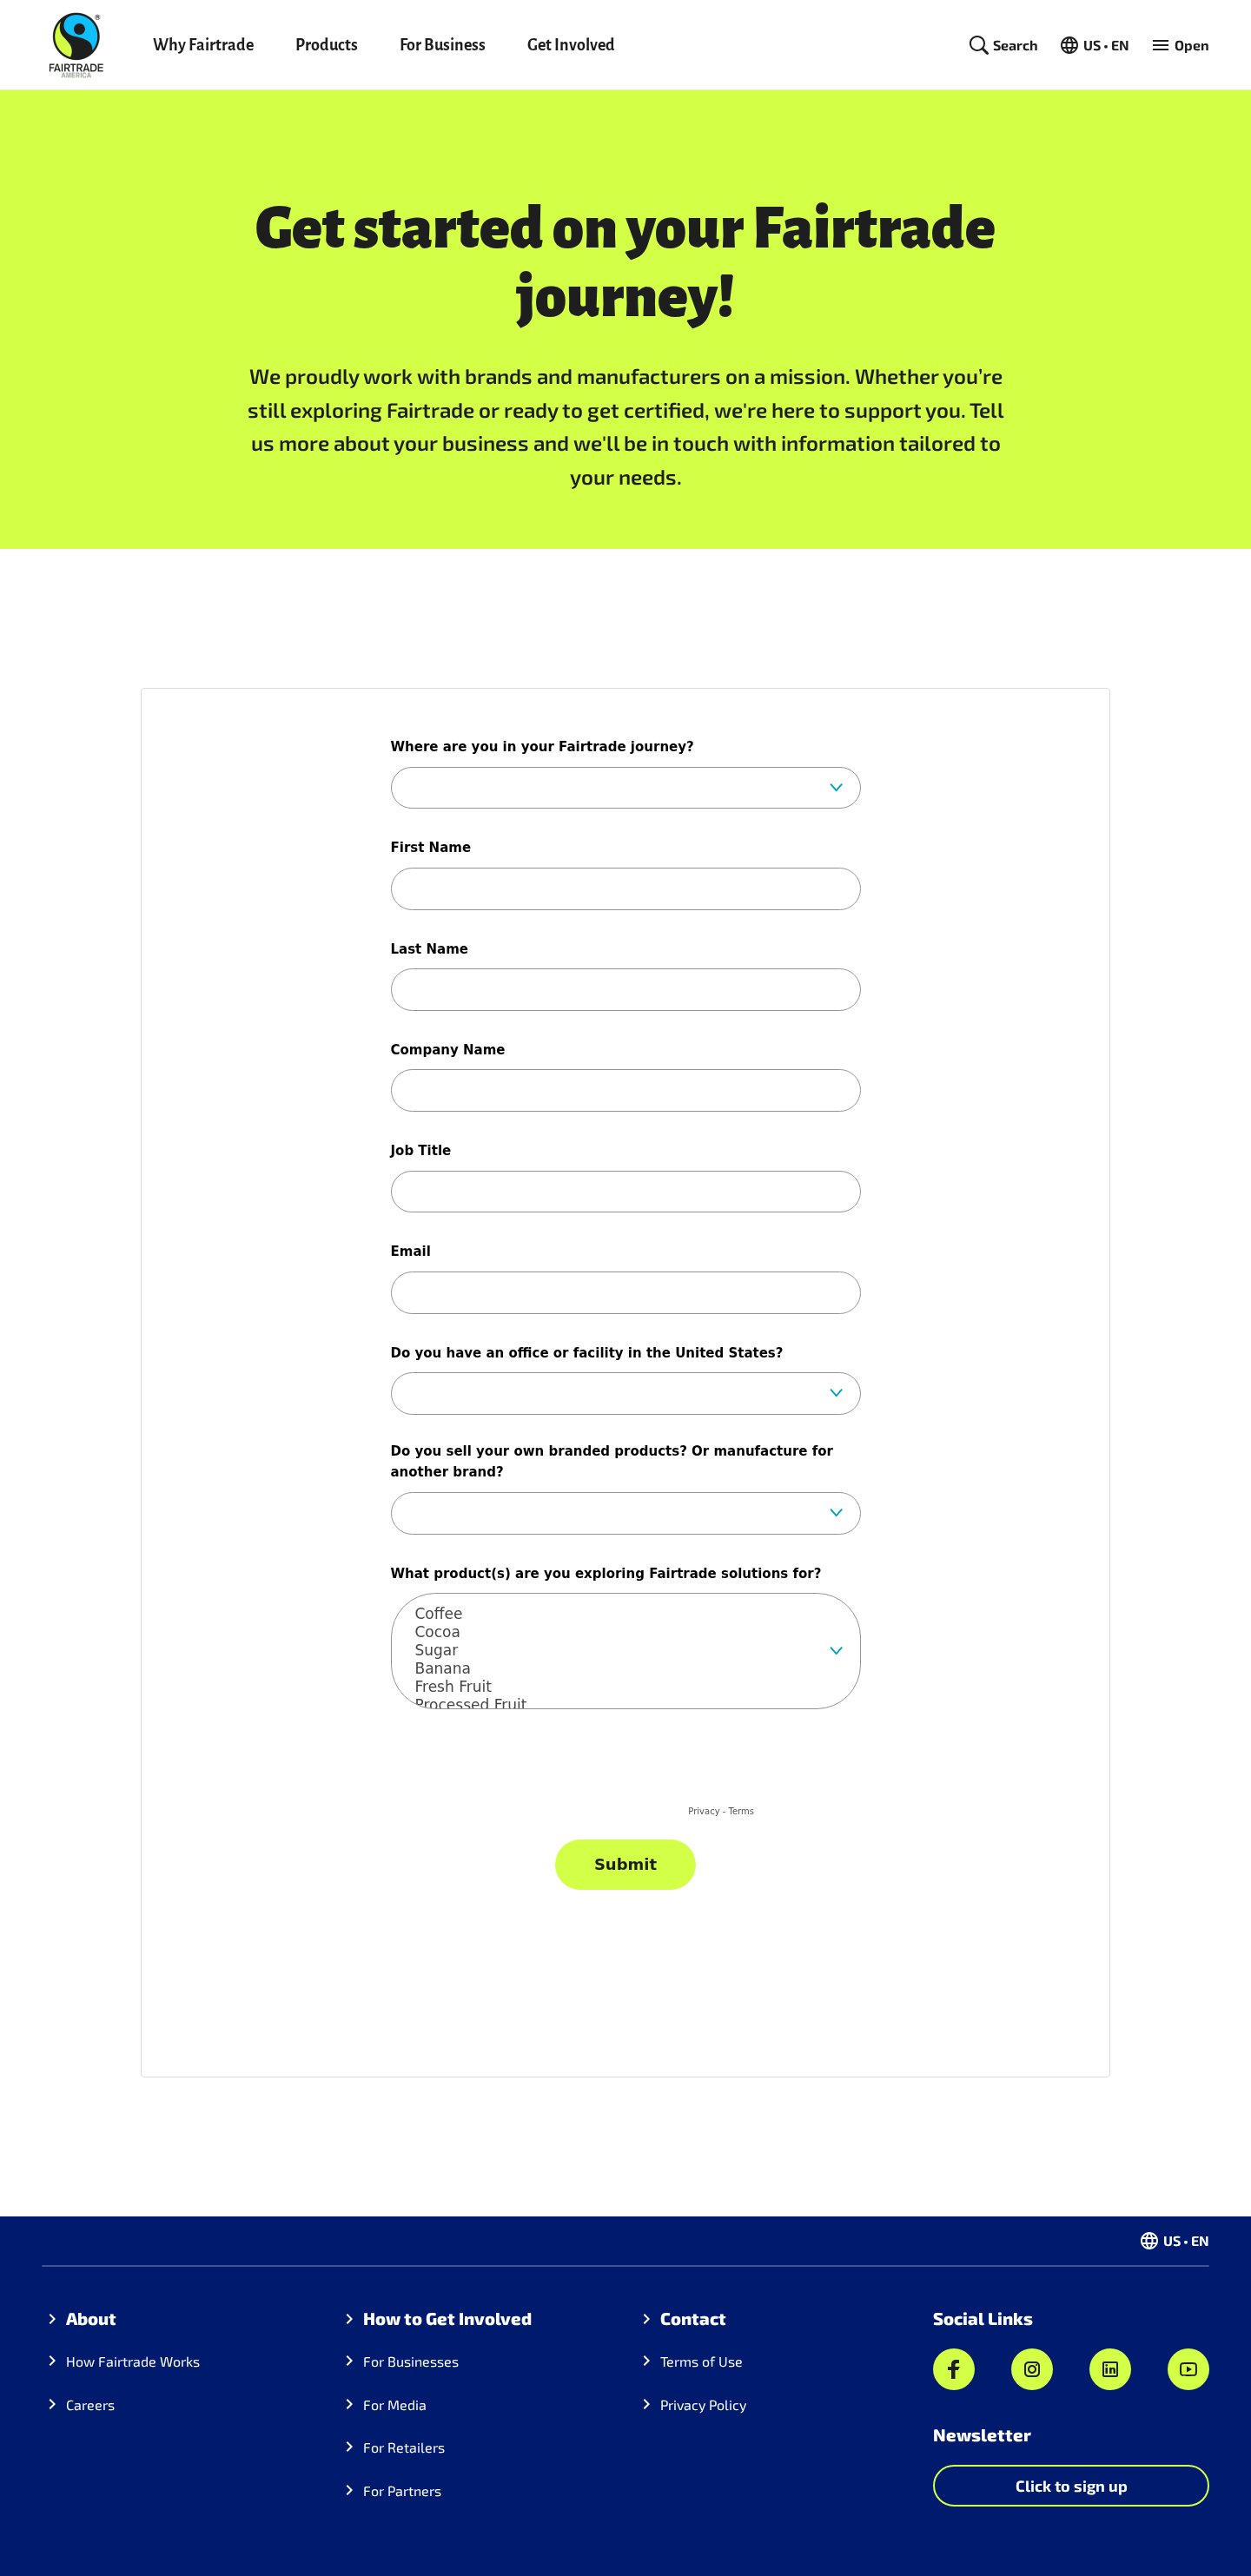 FAIRTRADE
AMERICA
Why Fairtrade
Products
For Business
Get Involved
Search
US • EN
Open
Get started on your Fairtrade
journey!
We proudly work with brands and manufacturers on a mission. Whether you’re
still exploring Fairtrade or ready to get certified, we're here to support you. Tell
us more about your business and we'll be in touch with information tailored to
your needs.
Where are you in your Fairtrade journey?
First Name
Last Name
Company Name
Job Title
Email
Do you have an office or facility in the United States?
Do you sell your own branded products? Or manufacture for
another brand?
What product(s) are you exploring Fairtrade solutions for?
Coffee
Cocoa
Sugar
Banana
Fresh Fruit
Processed Fruit
Privacy - Terms
Submit
US • EN
About
How Fairtrade Works
Careers
How to Get Involved
For Businesses
For Media
For Retailers
For Partners
Contact
Terms of Use
Privacy Policy
Social Links
Newsletter
Click to sign up